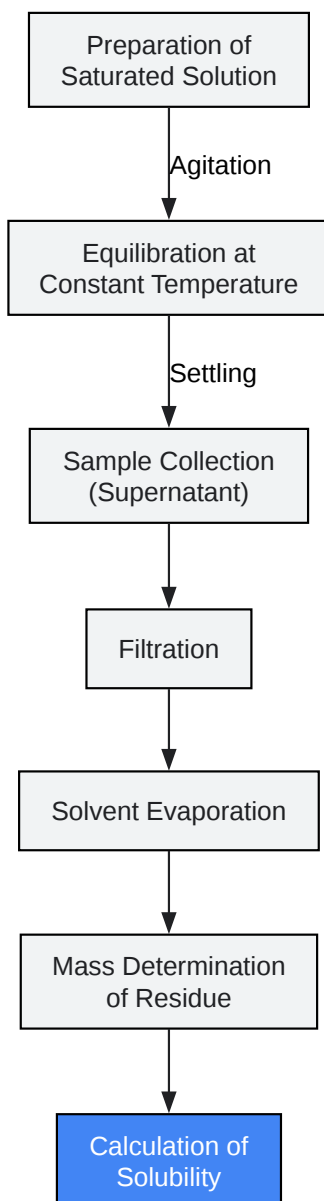 Preparation of
Saturated Solution
Agitation
Equilibration at
Constant Temperature
Settling
Sample Collection
(Supernatant)
Filtration
Solvent Evaporation
Mass Determination
of Residue
Calculation of
Solubility